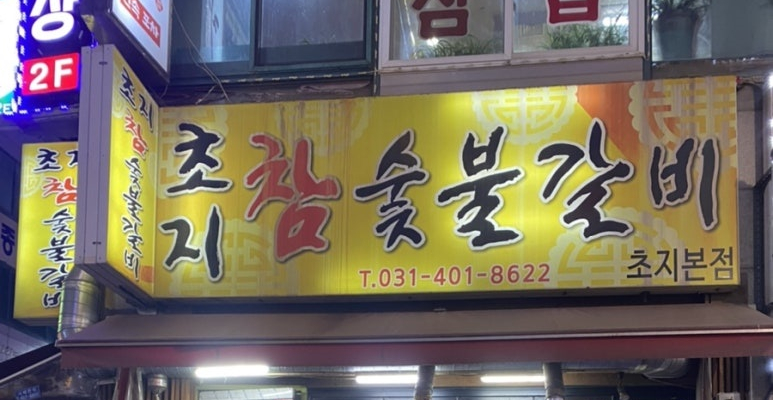 2F
초지
참
숯불갈비
초지
참
숯불갈비
초지 참 숯불갈비
T.031-401-8622
초지본점